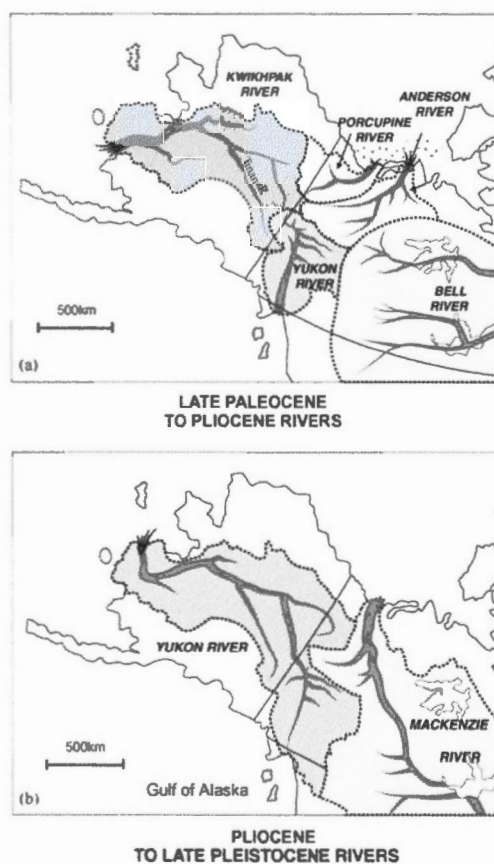 KWIKHPAK
RIVER
ANDERSON
RIVER
PORCUPINE
RIVER
YUKON
RIVER
BELL
RIVER
500km
(a)
LATE PALEOCENE
TO PLIOCENE RIVERS
YUKON RIVER
MACKENZIE
RIVER
500km
Gulf of Alaska
(b)
PLIOCENE
TO LATE PLEISTOCENE RIVERS